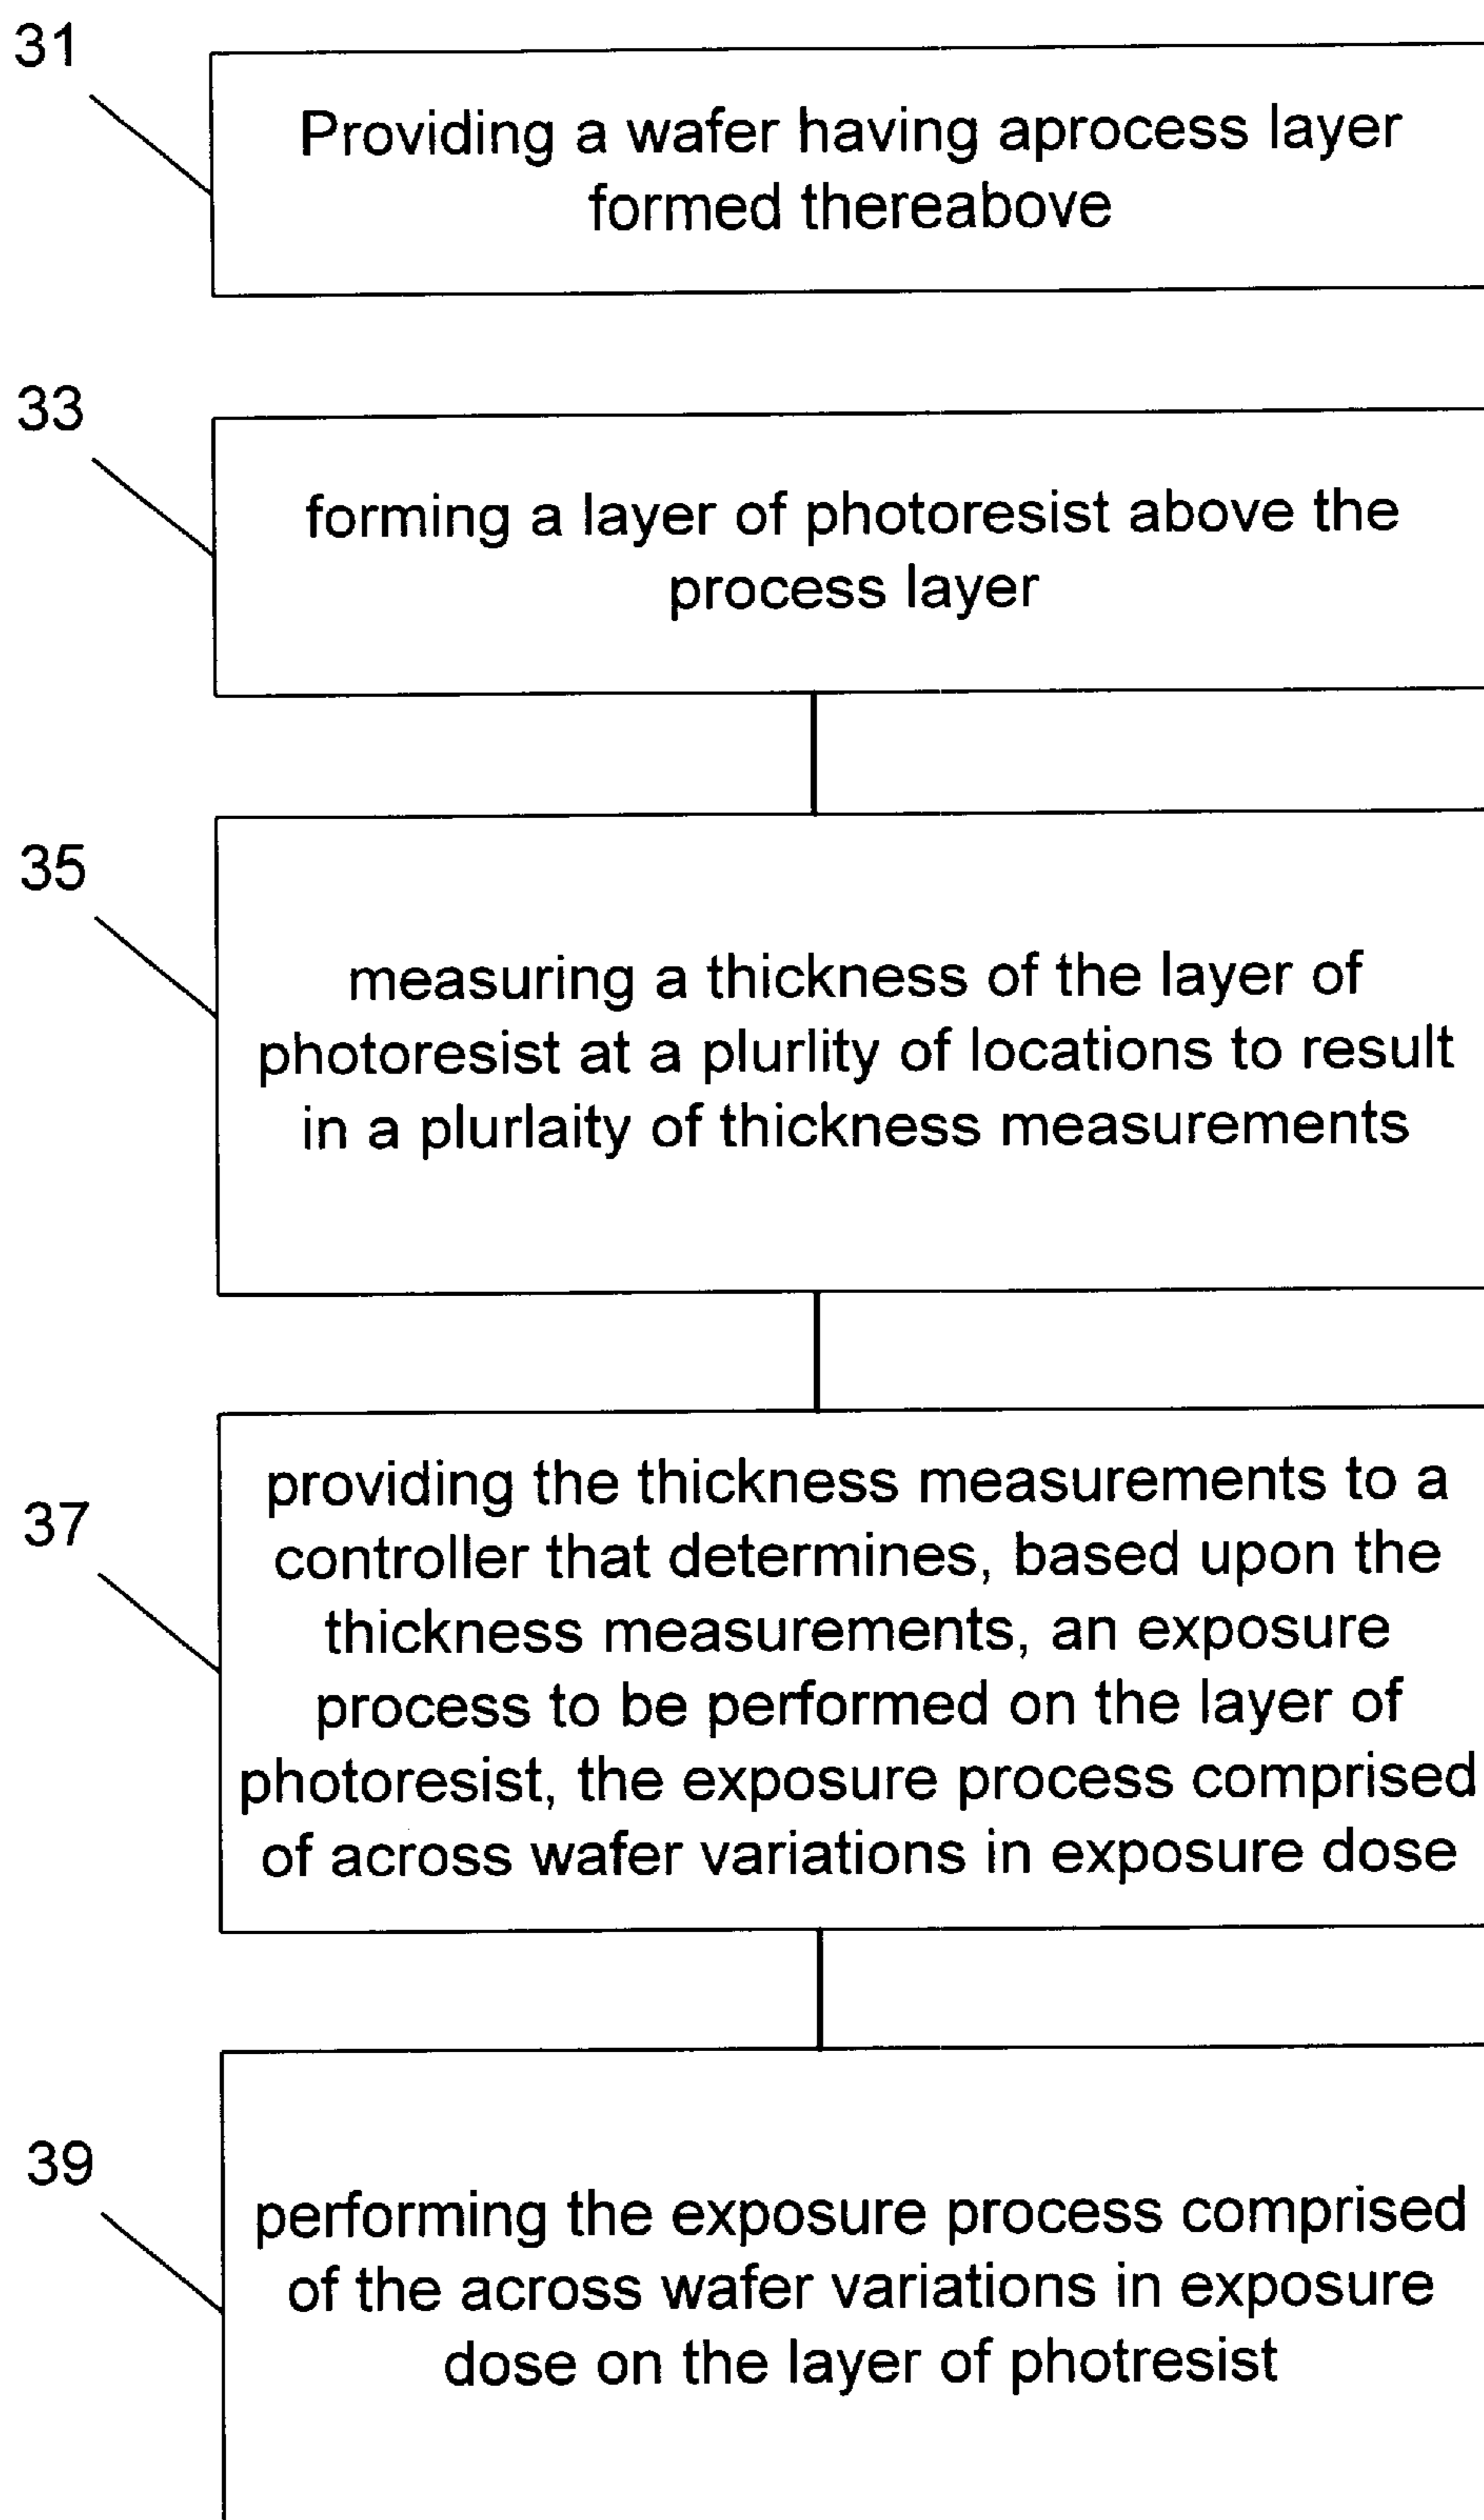 31
Providing a wafer having aprocess layer
formed thereabove
33
forming a layer of photoresist above the
process layer
35
measuring a thickness of the layer of
photoresist at a plurlity of locations to result
in a plurlaity of thickness measurements
37
providing the thickness measurements to a
controller that determines, based upon the
thickness measurements, an exposure
process to be performed on the layer of
photoresist, the exposure process comprised
of across wafer variations in exposure dose
39
performing the exposure process comprised
of the across wafer variations in exposure
dose on the layer of photresist